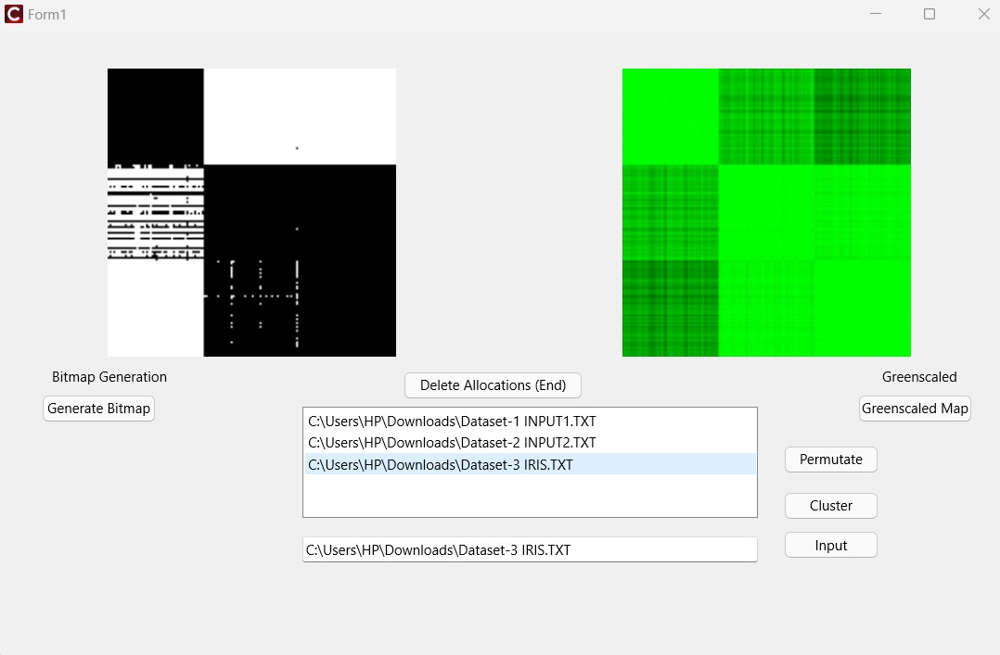 Form1
Bitmap Generation
Greenscaled
Delete Allocations (End)
Generate Bitmap
Greenscaled Map
C:\Users\HP\Downloads\Dataset-1 INPUT1.TXT
C:\Users\HP\Downloads\Dataset-2 INPUT2.TXT
C:\Users\HP\Downloads\Dataset-3 IRIS.TXT
Permutate
Cluster
Input
C:\Users\HP\Downloads\Dataset-3 IRIS.TXT